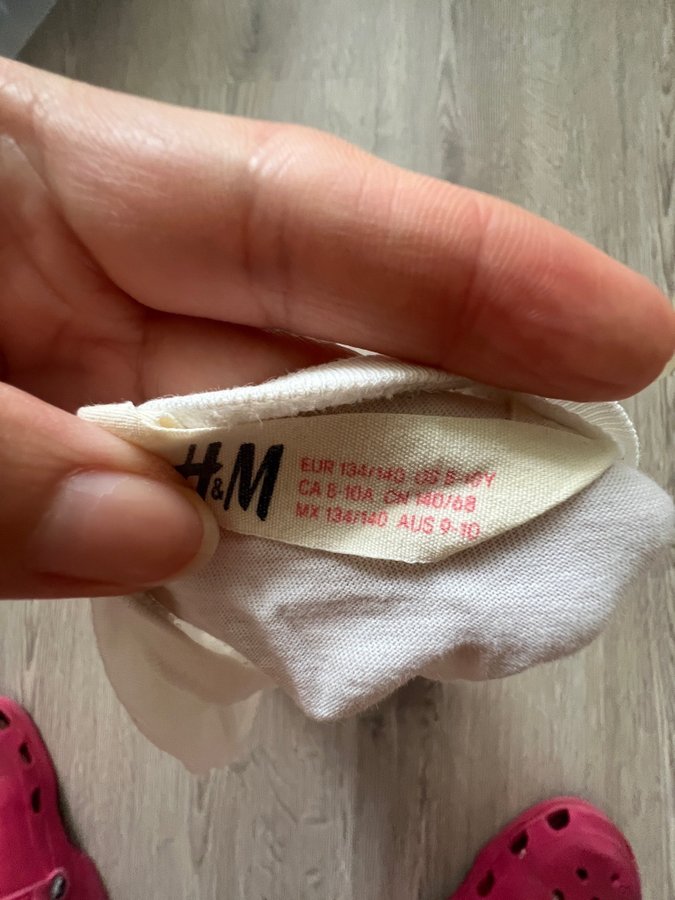 H&M
EUR 134/140 US 8-10Y
CA 8-10A CN 140/68
MX 134/140 AUS 9-10